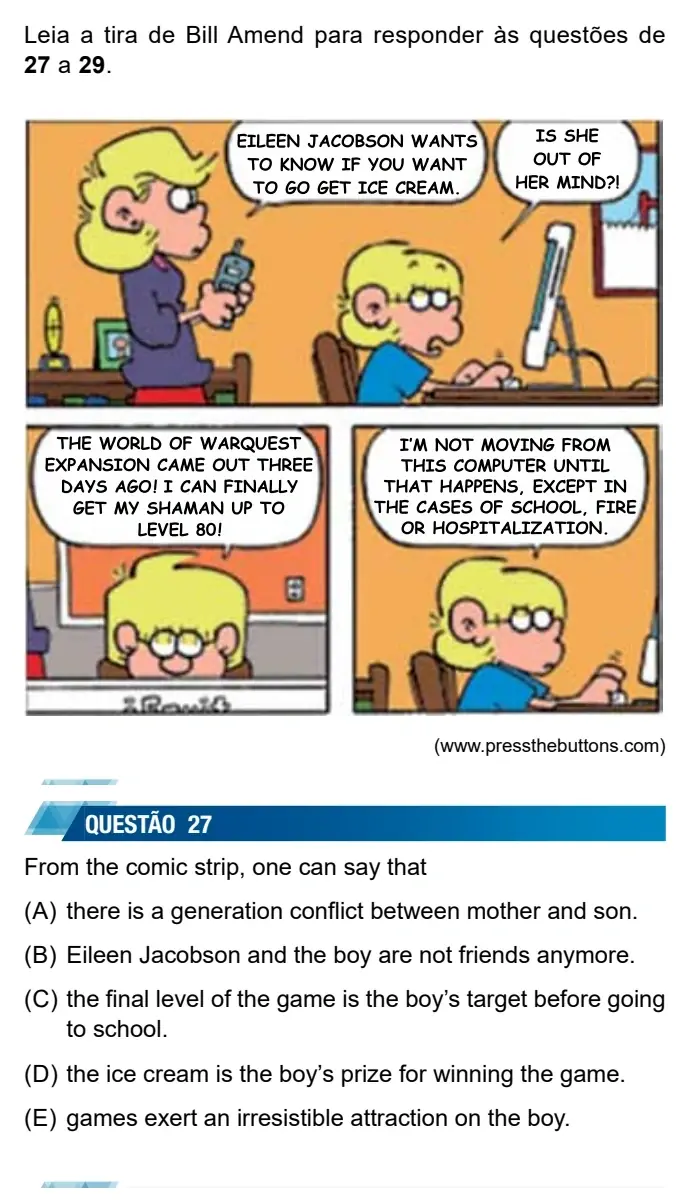 Leia a tira de Bill Amend para responder às questões de
27 a 29.
EILEEN JACOBSON WANTS
TO KNOW IF YOU WANT
TO GO GET ICE CREAM.
IS SHE
OUT OF
HER MIND?!
THE WORLD OF WARQUEST
EXPANSION CAME OUT THREE
DAYS AGO! I CAN FINALLY
GET MY SHAMAN UP TO
LEVEL 80!
I'M NOT MOVING FROM
THIS COMPUTER UNTIL
THAT HAPPENS, EXCEPT IN
THE CASES OF SCHOOL, FIRE
OR HOSPITALIZATION.
iFruit
(www.pressthebuttons.com)
QUESTÃO 27
From the comic strip, one can say that
(A) there is a generation conflict between mother and son.
(B) Eileen Jacobson and the boy are not friends anymore.
(C) the final level of the game is the boy's target before going
to school.
(D) the ice cream is the boy's prize for winning the game.
(E) games exert an irresistible attraction on the boy.